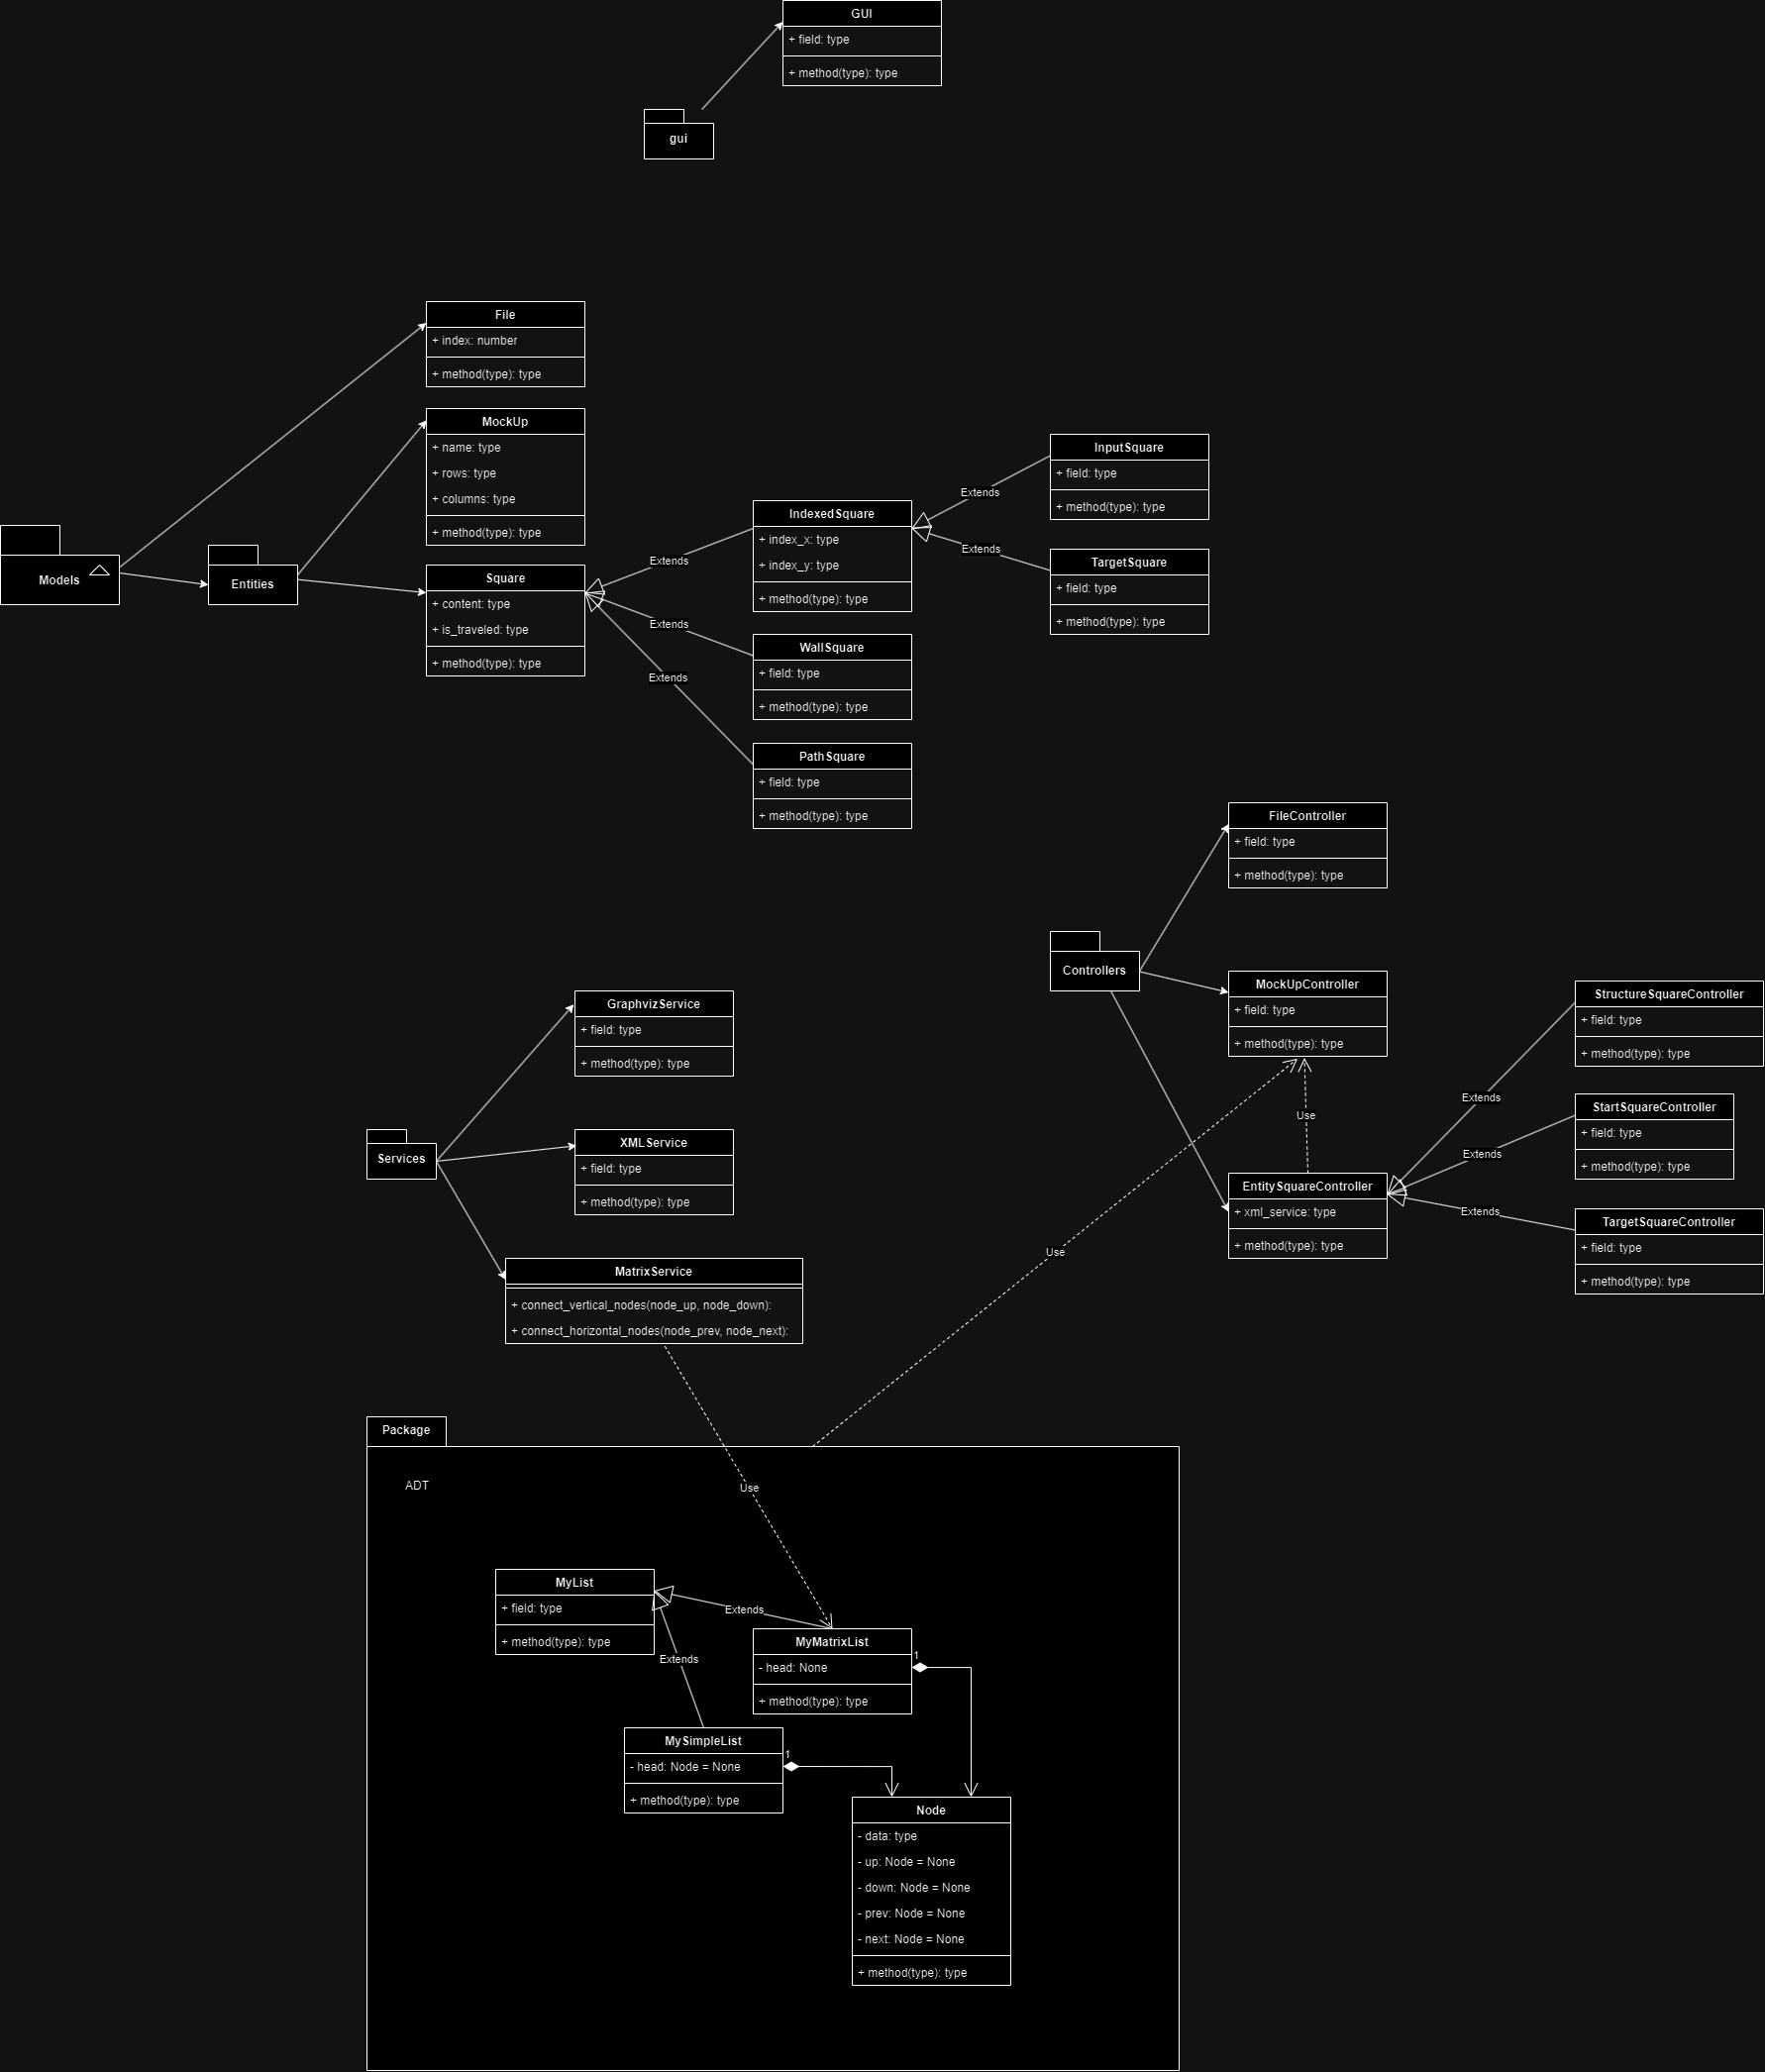 GUI
+ field: type
+ method(type): type
gui
File
+ index: number
+ method(type): type
MockUp
+ name: type
+ rows: type
+ columns: type
+ method(type): type
Models
Entities
Square
+ content: type
+ is_traveled: type
+ method(type): type
Extends
Extends
Extends
IndexedSquare
+ index_x: type
+ index_y: type
+ method(type): type
WallSquare
+ field: type
+ method(type): type
PathSquare
+ field: type
+ method(type): type
Extends
Extends
InputSquare
+ field: type
+ method(type): type
TargetSquare
+ field: type
+ method(type): type
FileController
+ field: type
+ method(type): type
Controllers
MockUpController
+ field: type
+ method(type): type
Use
EntitySquareController
+ xml_service: type
+ method(type): type
Extends
Extends
Extends
StructureSquareController
+ field: type
+ method(type): type
StartSquareController
+ field: type
+ method(type): type
TargetSquareController
+ field: type
+ method(type): type
Services
GraphvizService
+ field: type
+ method(type): type
XMLService
+ field: type
+ method(type): type
MatrixService
+ connect_vertical_nodes(node_up, node_down):
+ connect_horizontal_nodes(node_prev, node_next):
Use
Use
Package
ADT
MyList
+ field: type
+ method(type): type
Extends
Extends
MyMatrixList
- head: None
+ method(type): type
1
MySimpleList
- head: Node = None
+ method(type): type
1
Node
- data: type
- up: Node = None
- down: Node = None
- prev: Node = None
- next: Node = None
+ method(type): type